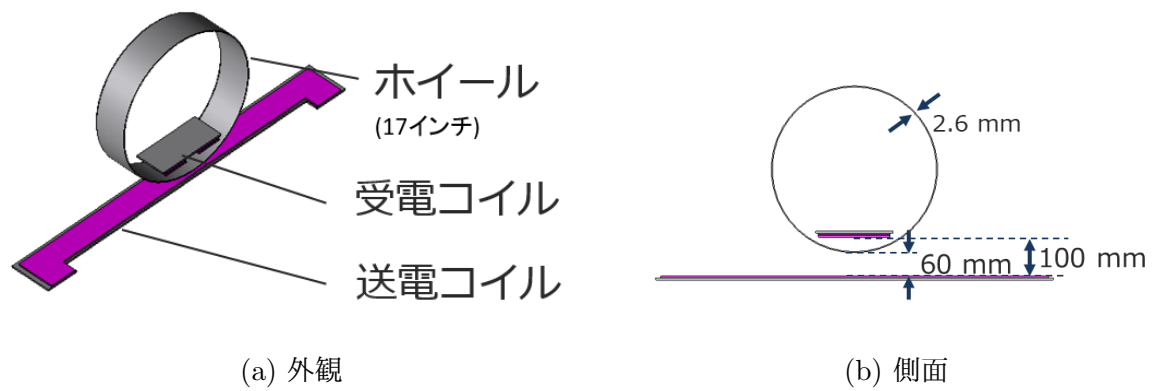 ホイール
(17インチ)
受電コイル
送電コイル
2.6 mm
60 mm
100 mm
(a) 外観
(b) 側面